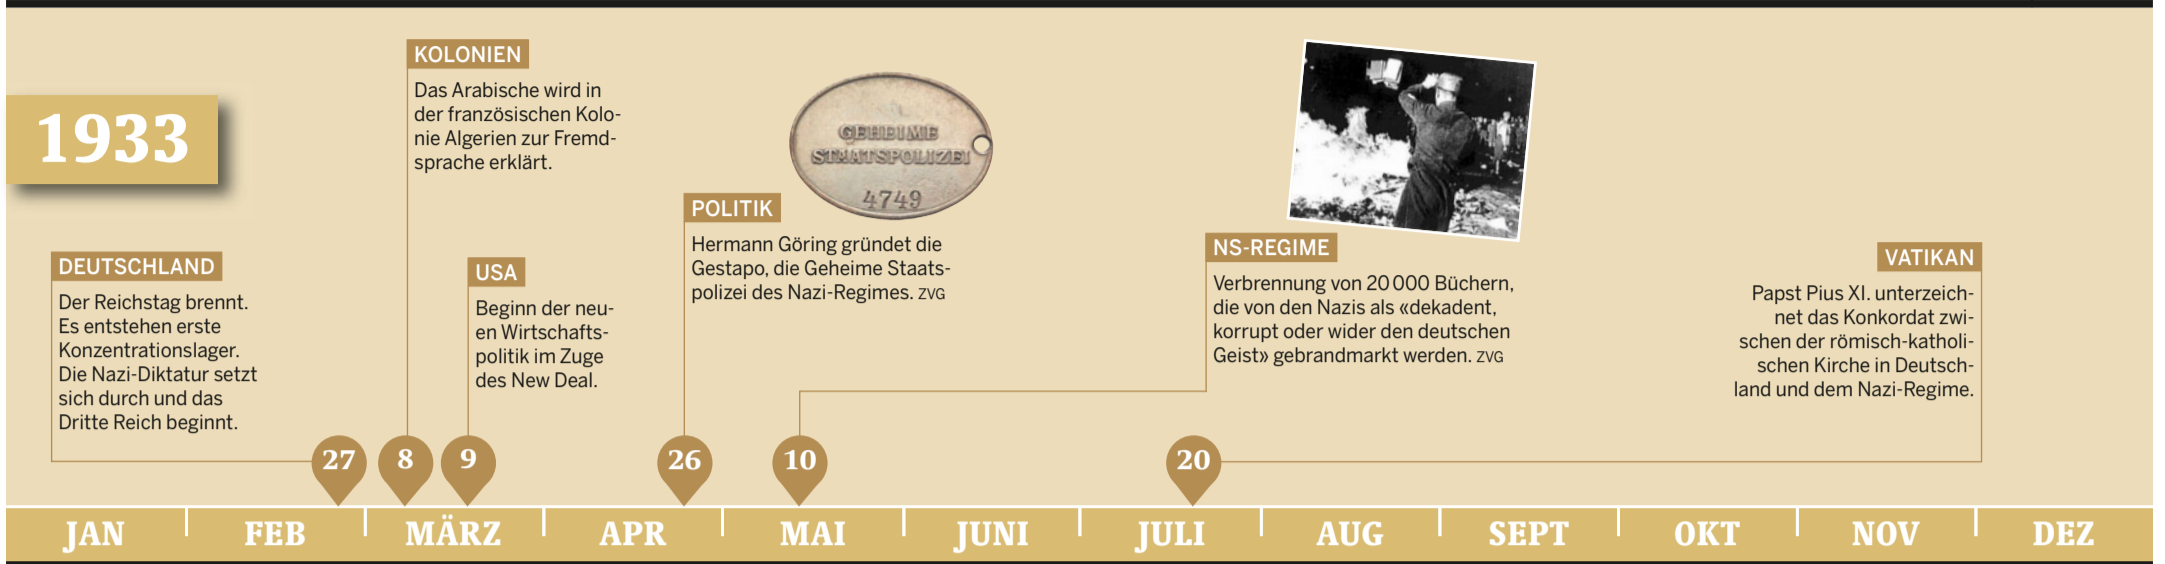 1933
DEUTSCHLAND
Der Reichstag brennt.
Es entstehen erste
Konzentrationslager.
Die Nazi-Diktatur setzt
sich durch und das
Dritte Reich beginnt.
KOLONIEN
Das Arabische wird in
der französischen Kolo-
nie Algerien zur Fremd-
sprache erklärt.
USA
Beginn der neu-
en Wirtschafts-
politik im Zuge
des New Deal.
GEHEIME
STAATSPOLIZEI
4749
POLITIK
Hermann Göring gründet die
Gestapo, die Geheime Staats-
polizei des Nazi-Regimes. ZVG
NS-REGIME
Verbrennung von 20 000 Büchern,
die von den Nazis als «dekadent,
korrupt oder wider den deutschen
Geist» gebrandmarkt werden. ZVG
VATIKAN
Papst Pius XI. unterzeich-
net das Konkordat zwi-
schen der römisch-katholi-
schen Kirche in Deutsch-
land und dem Nazi-Regime.
27 8 9 26 10 20
JAN FEB MÄRZ APR MAI JUNI JULI AUG SEPT OKT NOV DEZ